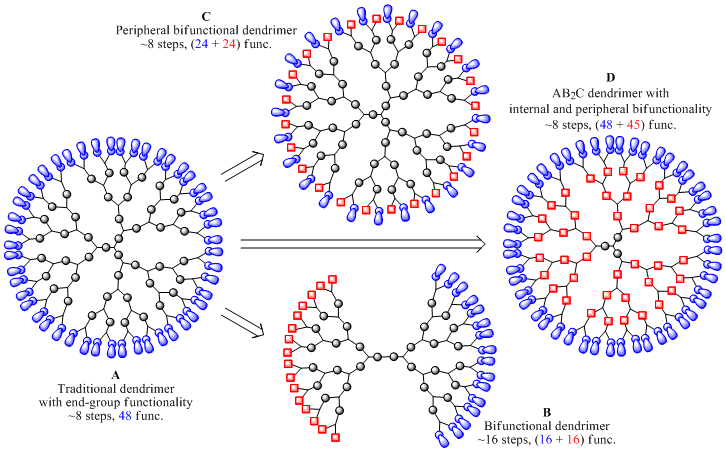 C
Peripheral bifunctional dendrimer
~8 steps, (24 + 24) func.
D
AB₂C dendrimer with
internal and peripheral bifunctionality
~8 steps, (48 + 45) func.
A
Traditional dendrimer
with end-group functionality
~8 steps, 48 func.
B
Bifunctional dendrimer
~16 steps, (16 + 16) func.